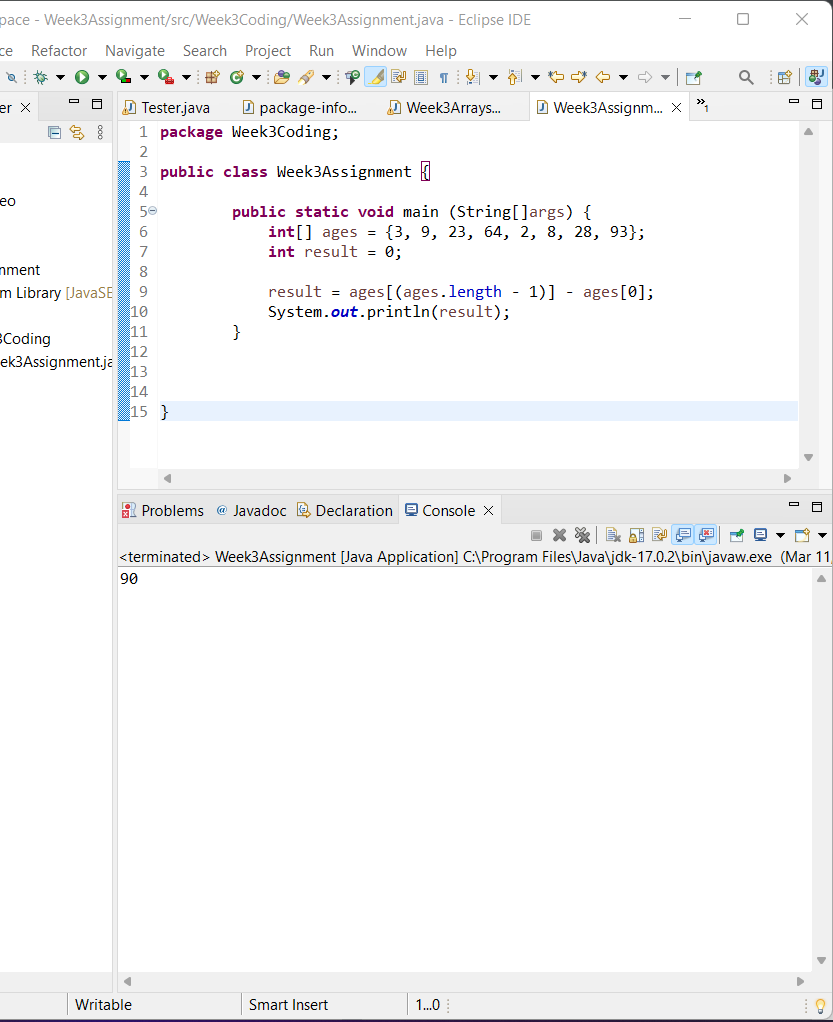 pace - Week3Assignment/src/Week3Coding/Week3Assignment.java - Eclipse IDE
ce Refactor Navigate Search Project Run Window Help
er
Tester.java package-info... Week3Arrays... Week3Assignm... »1
eo
nment
m Library [JavaSE
3Coding
ek3Assignment.ja
1 package Week3Coding;
2
3 public class Week3Assignment {
4
5 public static void main (String[]args) {
6 int[] ages = {3, 9, 23, 64, 2, 8, 28, 93};
7 int result = 0;
8
9 result = ages[(ages.length - 1)] - ages[0];
10 System.out.println(result);
11 }
12
13
14
15 }
Problems @ Javadoc Declaration Console
<terminated> Week3Assignment [Java Application] C:\Program Files\Java\jdk-17.0.2\bin\javaw.exe (Mar 11,
90
Writable Smart Insert 1...0